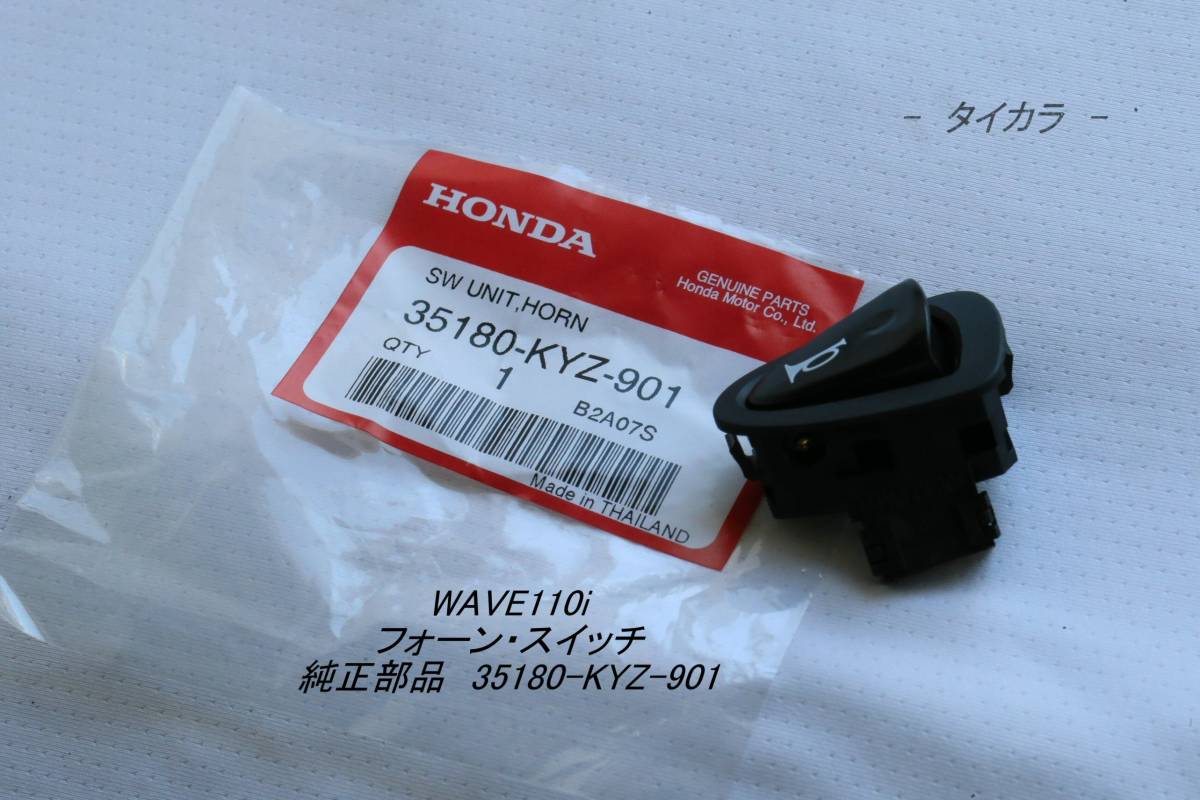 - タイカラ -
HONDA
GENUINE PARTS
Honda Motor Co., Ltd.
SW UNIT,HORN
35180-KYZ-901
QTY
1
B2A07S
Made in THAILAND
WAVE110i
フォーン・スイッチ
純正部品 35180-KYZ-901